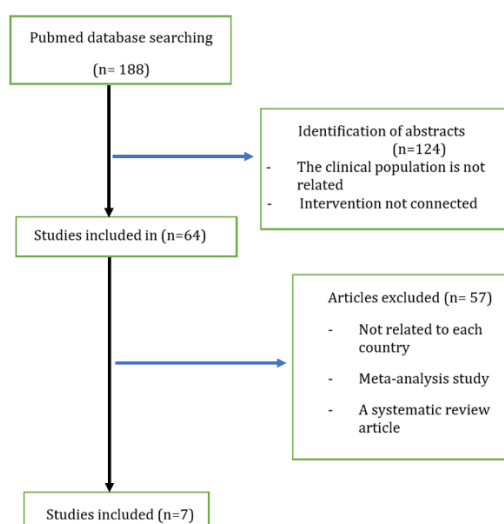 Pubmed database searching
(n= 188)
Identification of abstracts
(n=124)
- The clinical population is not
related
- Intervention not connected
Studies included in (n=64)
Articles excluded (n= 57)
- Not related to each
country
- Meta-analysis study
- A systematic review
article
Studies included (n=7)